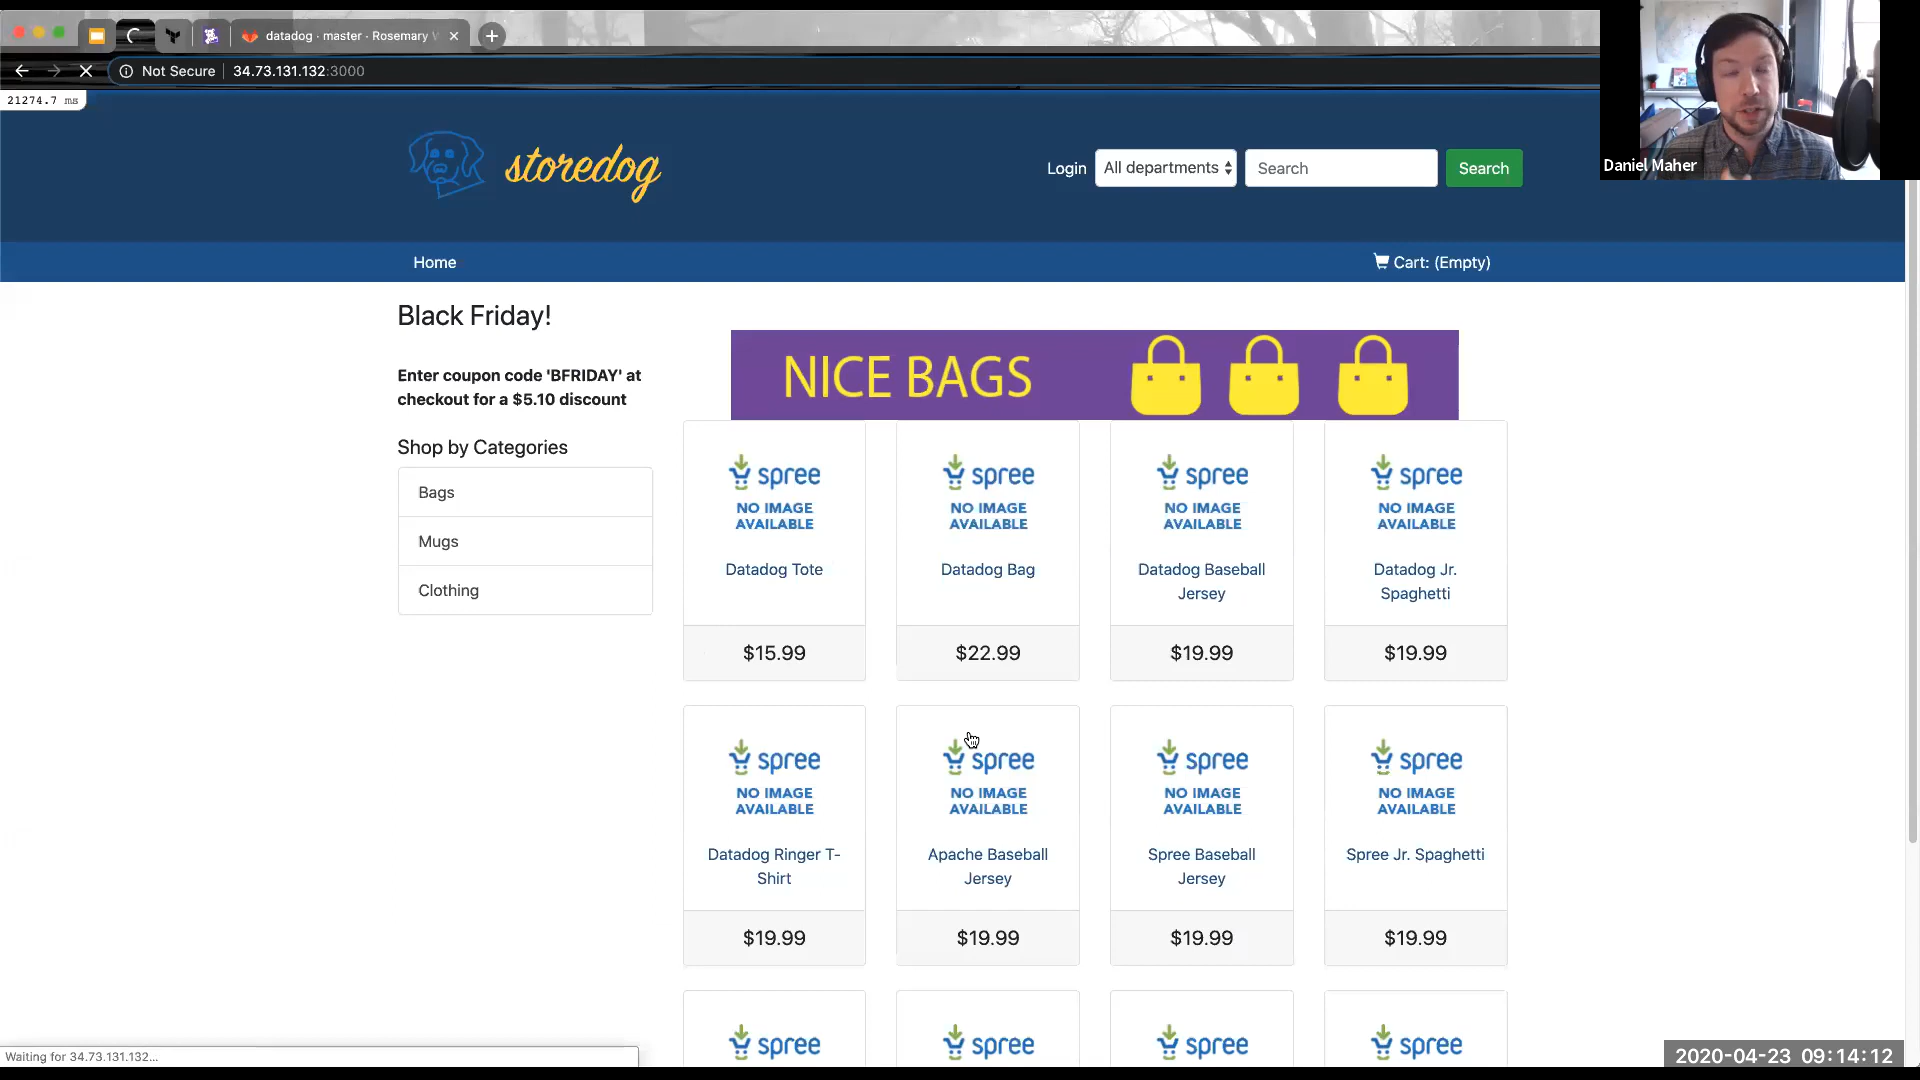 datadog · master · Rosemary W
Not Secure
34.73.131.132:3000
21274.7 ms
Daniel Maher
storedog
Login
All departments
Search
Search
Home
Cart: (Empty)
Black Friday!
Enter coupon code 'BFRIDAY' at
checkout for a $5.10 discount
Shop by Categories
Bags
Mugs
Clothing
NICE BAGS
spree
NO IMAGE
AVAILABLE
Datadog Tote
$15.99
spree
NO IMAGE
AVAILABLE
Datadog Bag
$22.99
spree
NO IMAGE
AVAILABLE
Datadog Baseball
Jersey
$19.99
spree
NO IMAGE
AVAILABLE
Datadog Jr.
Spaghetti
$19.99
spree
NO IMAGE
AVAILABLE
Datadog Ringer T-
Shirt
$19.99
spree
NO IMAGE
AVAILABLE
Apache Baseball
Jersey
$19.99
spree
NO IMAGE
AVAILABLE
Spree Baseball
Jersey
$19.99
spree
NO IMAGE
AVAILABLE
Spree Jr. Spaghetti
$19.99
spree
spree
spree
spree
Waiting for 34.73.131.132...
2020-04-23 09:14:12